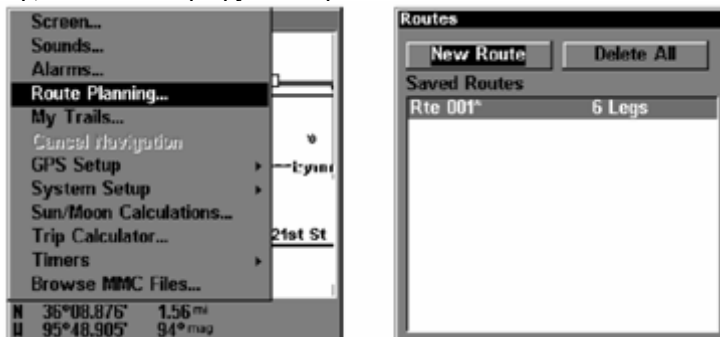 Screen...
Sounds...
Alarms...
Route Planning...
My Trails...
Cancel Navigation
GPS Setup
System Setup
Sun/Moon Calculations...
Trip Calculator...
Timers
Browse MMC Files...
21st St
N 36°08.876' 1.56 mi
W 95°48.905' 94° mag
Routes
New Route Delete All
Saved Routes
Rte 001^ 6 Legs